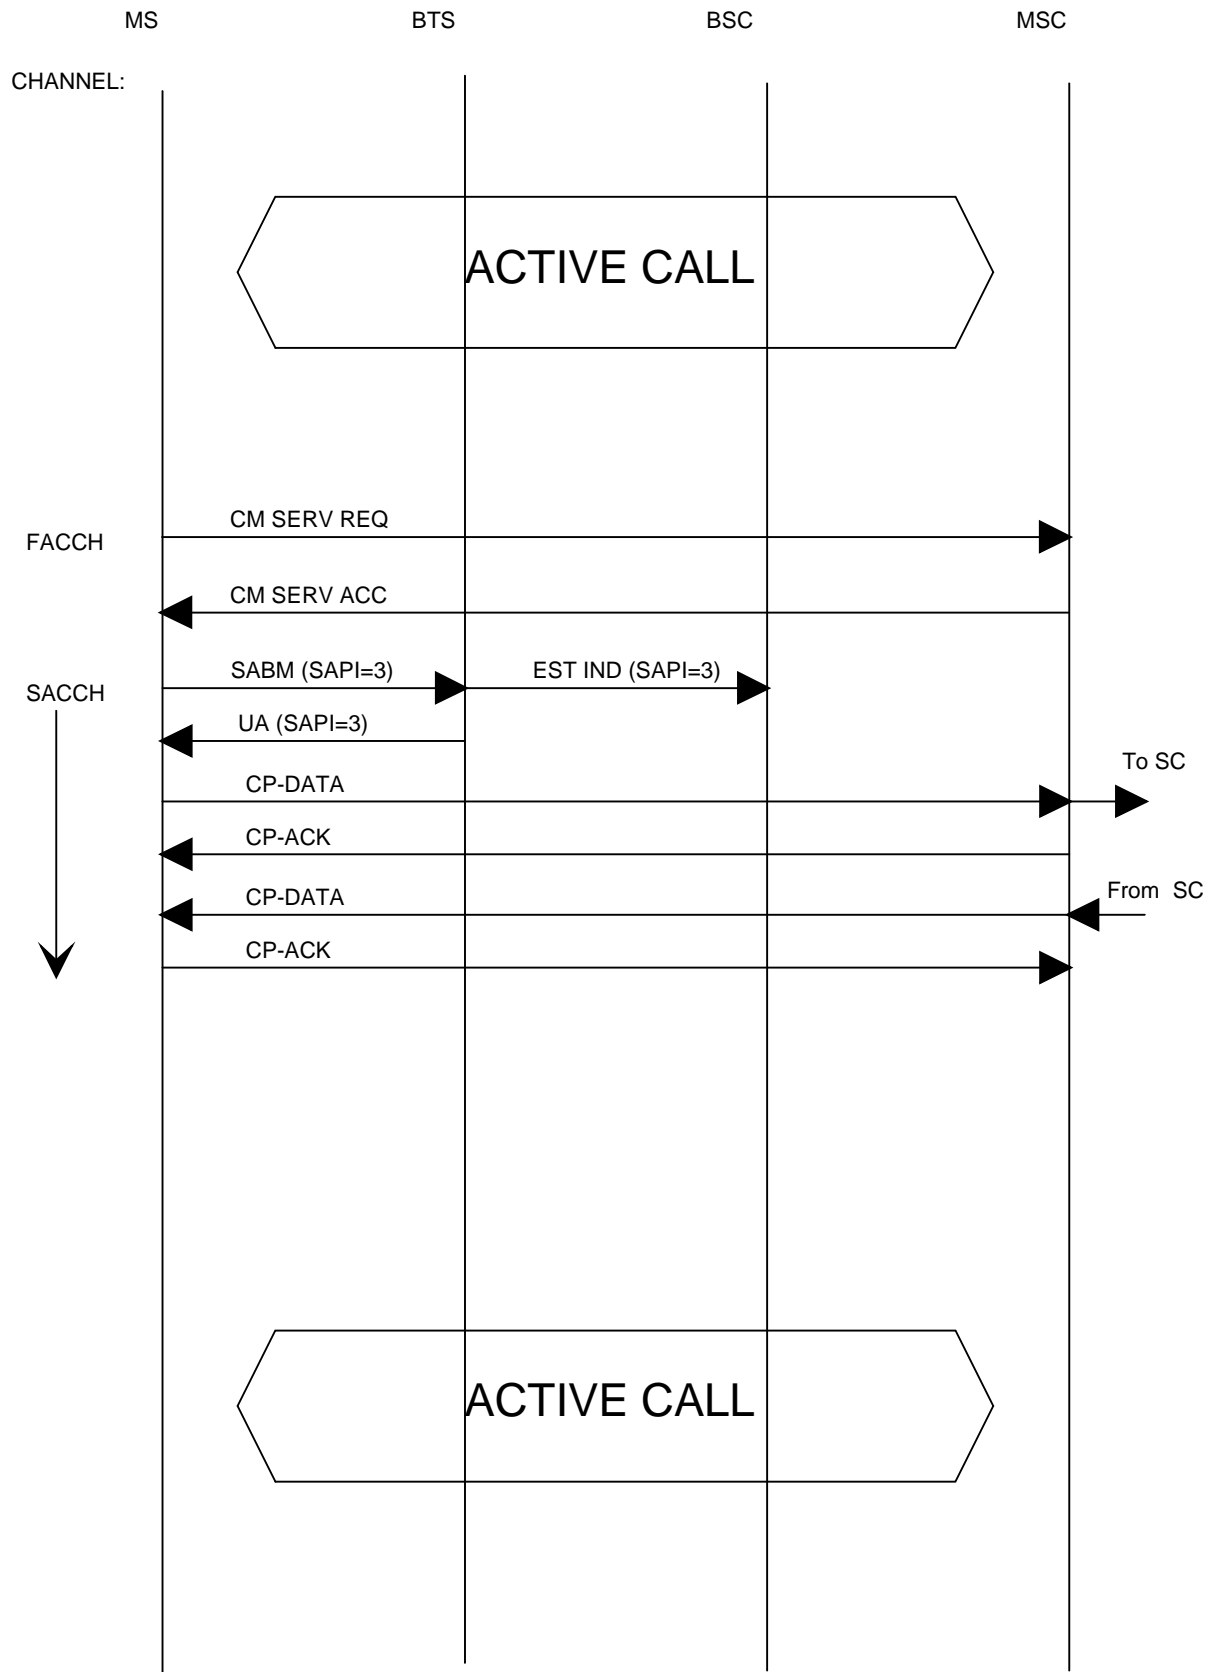 MS BTS BSC MSC
CHANNEL:
ACTIVE CALL
CM SERV REQ
FACCH
CM SERV ACC
SABM (SAPI=3) EST IND (SAPI=3)
SACCH
UA (SAPI=3)
To SC
CP-DATA
CP-ACK
From SC
CP-DATA
CP-ACK
ACTIVE CALL